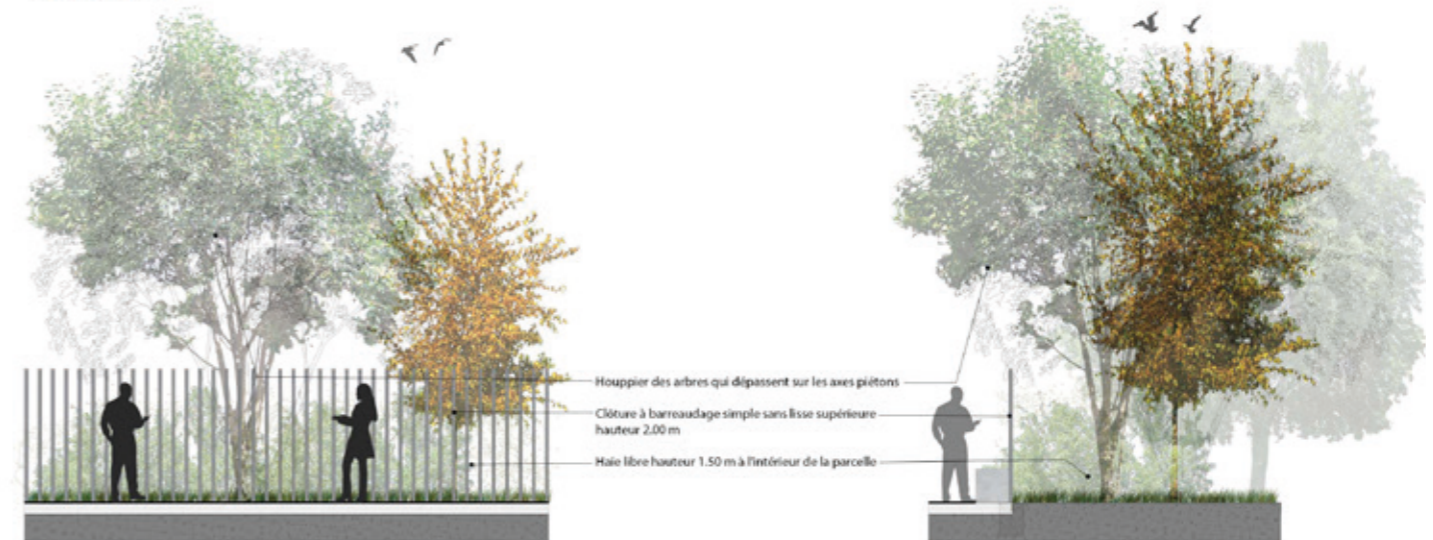 Houppier des arbres qui dépassent sur les axes piétons
Clôture à barreaudage simple sans lisse supérieure
hauteur 2.00 m
Haie libre hauteur 1.50 m à l'intérieur de la parcelle